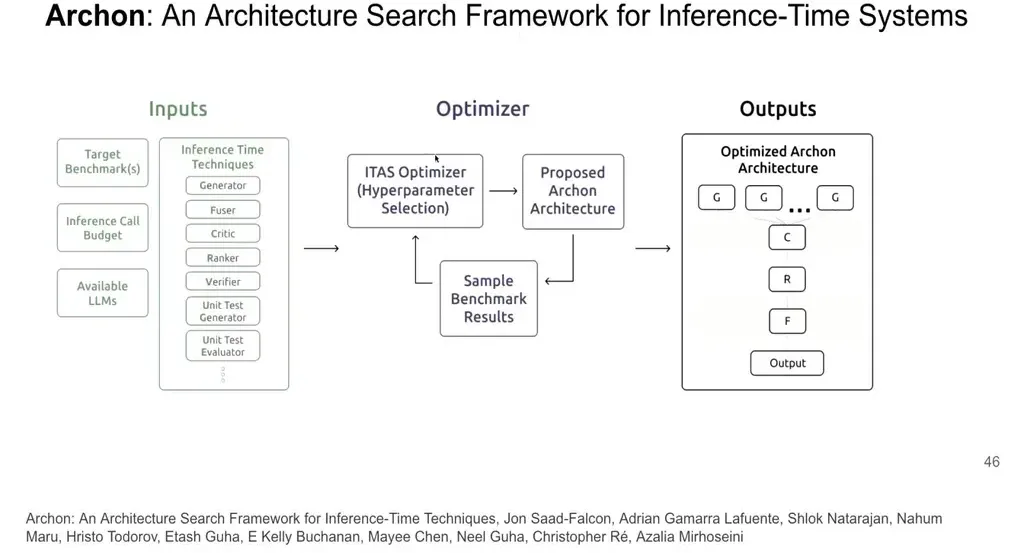 Archon: An Architecture Search Framework for Inference-Time Systems
Inputs
Optimizer
Outputs
Target
Benchmark(s)
Inference Call
Budget
Available
LLMs
Inference Time
Techniques
Generator
Fuser
Critic
Ranker
Verifier
Unit Test
Generator
Unit Test
Evaluator
ITAS Optimizer
(Hyperparameter
Selection)
Proposed
Archon
Architecture
Sample
Benchmark
Results
Optimized Archon
Architecture
G
G
...
G
C
R
F
Output
46
Archon: An Architecture Search Framework for Inference-Time Techniques, Jon Saad-Falcon, Adrian Gamarra Lafuente, Shlok Natarajan, Nahum
Maru, Hristo Todorov, Etash Guha, E Kelly Buchanan, Mayee Chen, Neel Guha, Christopher Ré, Azalia Mirhoseini